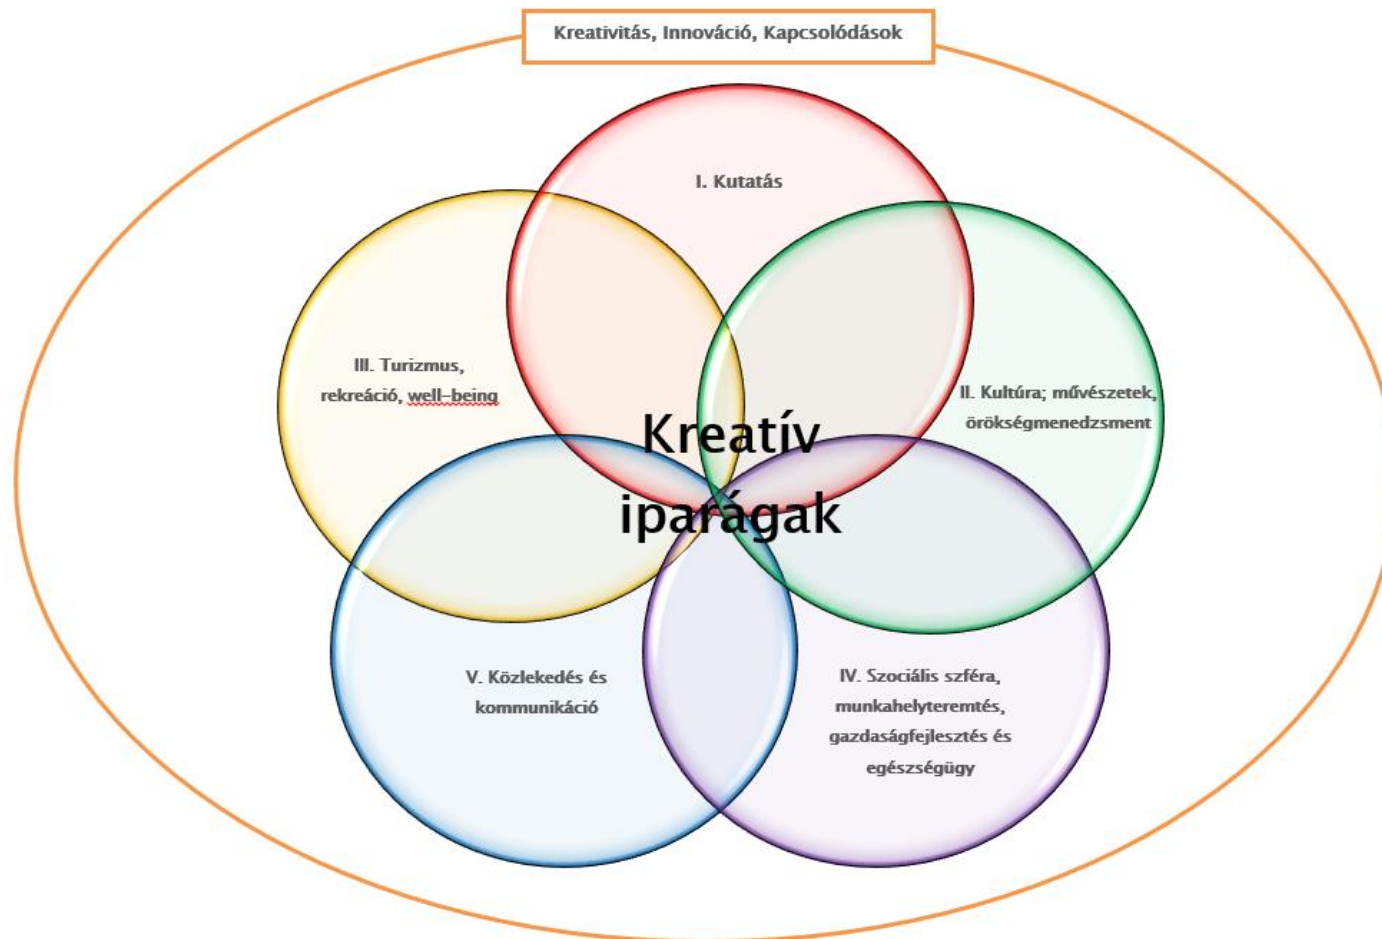 Kreativitás, Innováció, Kapcsolódások
I. Kutatás
II. Kultúra; művészetek,
örökségmenedzsment
III. Turizmus,
rekreáció, well-being
Kreatív
iparágak
IV. Szociális szféra,
munkahelyteremtés,
gazdaságfejlesztés és
egészségügy
V. Közlekedés és
kommunikáció